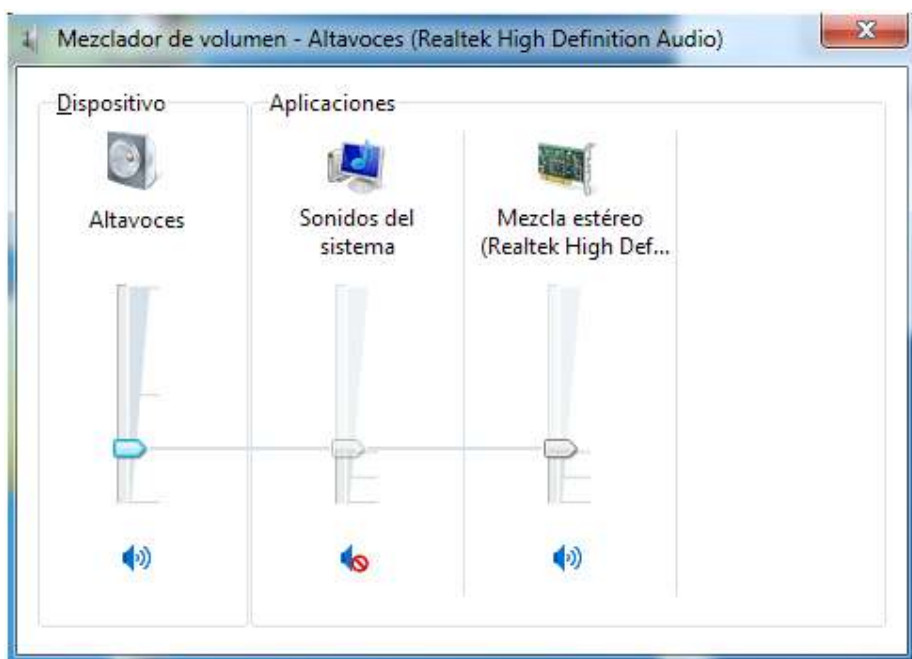 Mezclador de volumen - Altavoces (Realtek High Definition Audio)
Dispositivo
Aplicaciones
Altavoces
Sonidos del
sistema
Mezcla estéreo
(Realtek High Def...